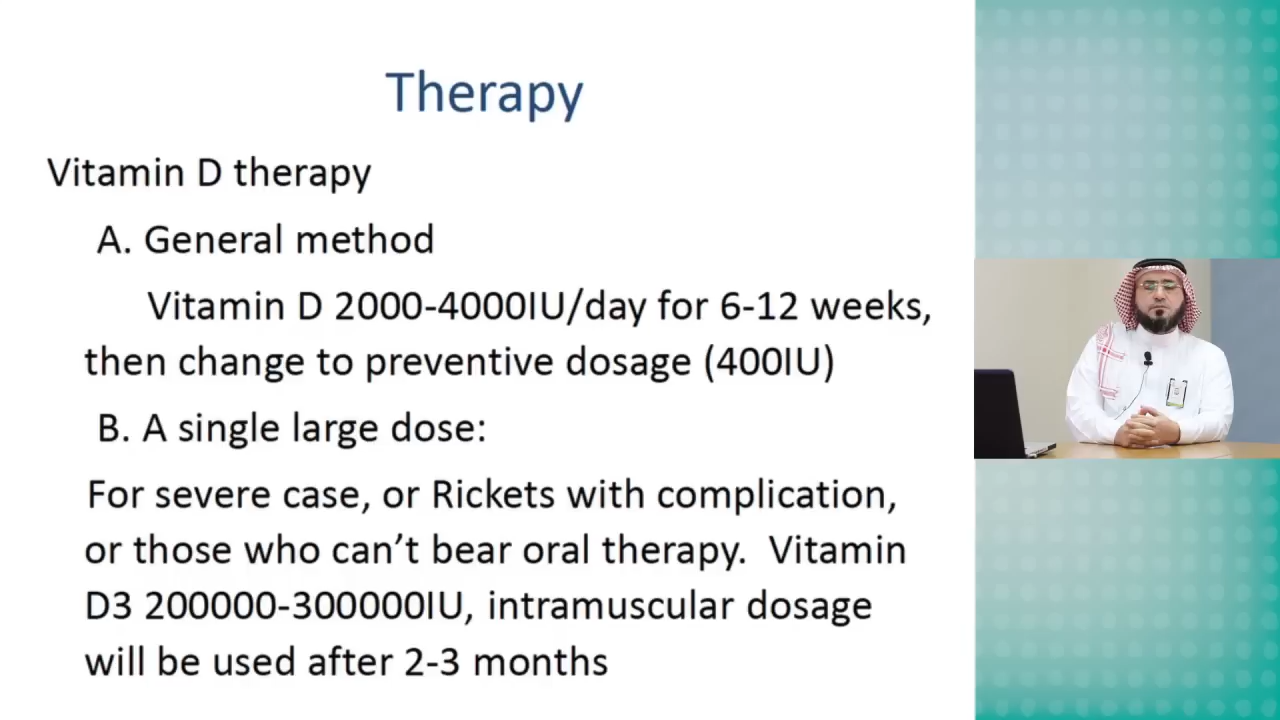 Therapy
Vitamin D therapy
A. General method
Vitamin D 2000-4000IU/day for 6-12 weeks,
then change to preventive dosage (400IU)
B. A single large dose:
For severe case, or Rickets with complication,
or those who can’t bear oral therapy.  Vitamin
D3 200000-300000IU, intramuscular dosage
will be used after 2-3 months